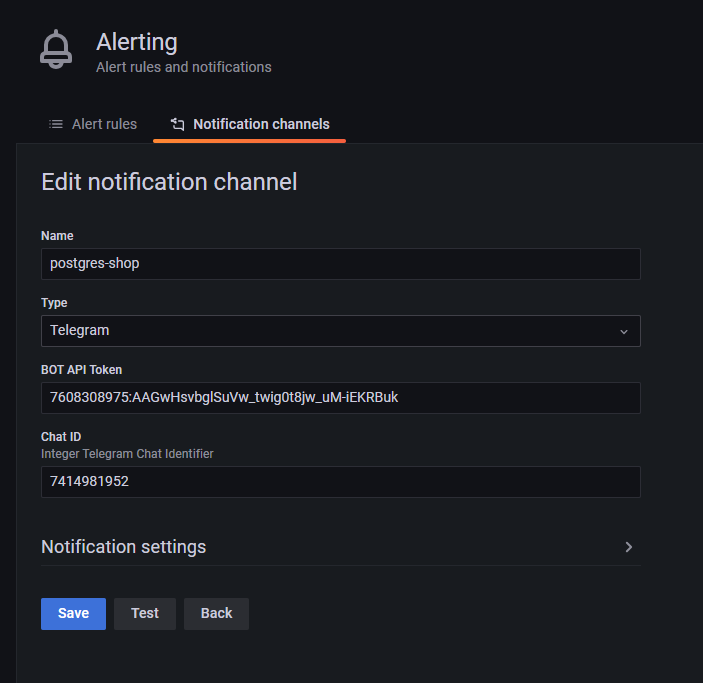 Alerting
Alert rules and notifications
Alert rules
Notification channels
Edit notification channel
Name
postgres-shop
Type
Telegram
BOT API Token
7608308975:AAGwHsvbglSuVw_twig0t8jw_uM-iEKRBuk
Chat ID
Integer Telegram Chat Identifier
7414981952
Notification settings
Save
Test
Back